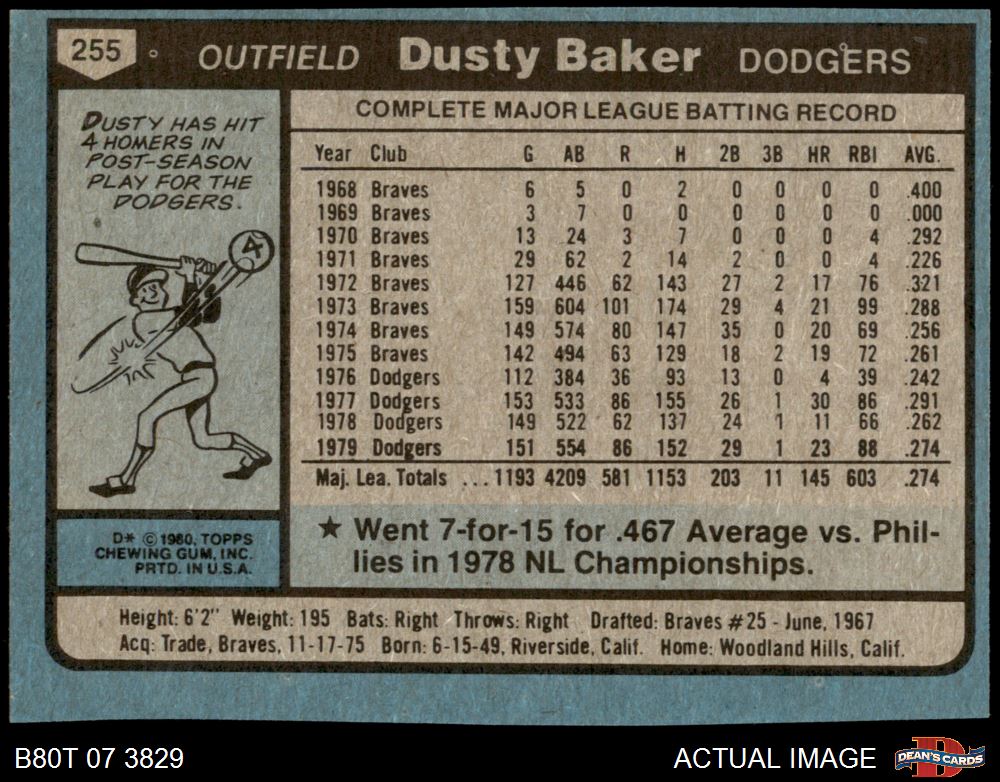 255 OUTFIELD Dusty Baker DODGERS
DUSTY HAS HIT
4 HOMERS IN
POST-SEASON
PLAY FOR THE
DODGERS.
4
COMPLETE MAJOR LEAGUE BATTING RECORD
Year Club G AB R H 2B 3B HR RBI AVG.
1968 Braves 6 5 0 2 0 0 0 0 .400
1969 Braves 3 7 0 0 0 0 0 0 .000
1970 Braves 13 24 3 7 0 0 0 4 .292
1971 Braves 29 62 2 14 2 0 0 4 .226
1972 Braves 127 446 62 143 27 2 17 76 .321
1973 Braves 159 604 101 174 29 4 21 99 .288
1974 Braves 149 574 80 147 35 0 20 69 .256
1975 Braves 142 494 63 129 18 2 19 72 .261
1976 Dodgers 112 384 36 93 13 0 4 39 .242
1977 Dodgers 153 533 86 155 26 1 30 86 .291
1978 Dodgers 149 522 62 137 24 1 11 66 .262
1979 Dodgers 151 554 86 152 29 1 23 88 .274
Maj. Lea. Totals ...1193 4209 581 1153 203 11 145 603 .274
D* © 1980, TOPPS
CHEWING GUM, INC.
PRTD. IN U.S.A.
★ Went 7-for-15 for .467 Average vs. Phil-
lies in 1978 NL Championships.
Height: 6'2" Weight: 195 Bats: Right Throws: Right Drafted: Braves #25 - June, 1967
Acq: Trade, Braves, 11-17-75 Born: 6-15-49, Riverside, Calif. Home: Woodland Hills, Calif.
B80T 07 3829 ACTUAL IMAGE D DEAN'S CARDS